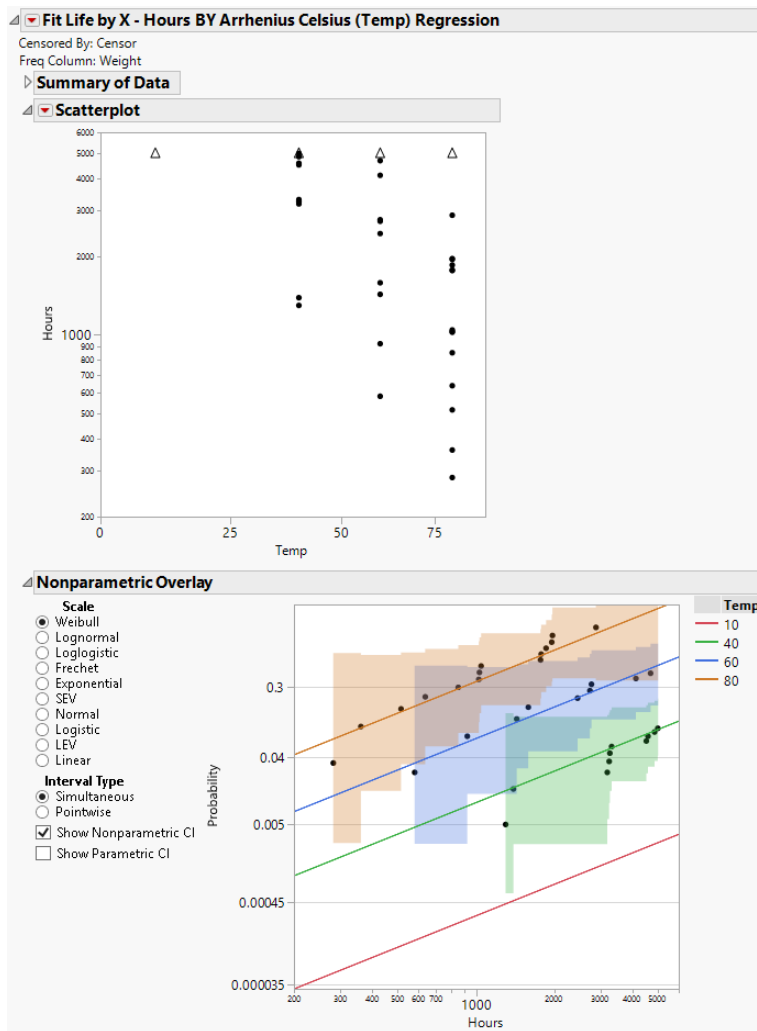 Fit Life by X - Hours BY Arrhenius Celsius (Temp) Regression
Censored By: Censor
Freq Column: Weight
Summary of Data
Scatterplot
6000
5000
4000
3000
2000
1000
900
800
700
600
500
400
300
200
Hours
0 25 50 75
Temp
Nonparametric Overlay
Scale
Weibull
Lognormal
Loglogistic
Frechet
Exponential
SEV
Normal
Logistic
LEV
Linear
Interval Type
Simultaneous
Pointwise
Show Nonparametric CI
Show Parametric CI
Probability
0.3
0.04
0.005
0.00045
0.000035
200 300 400 500 600 700 1000 2000 3000 4000 5000
Hours
Temp
10
40
60
80